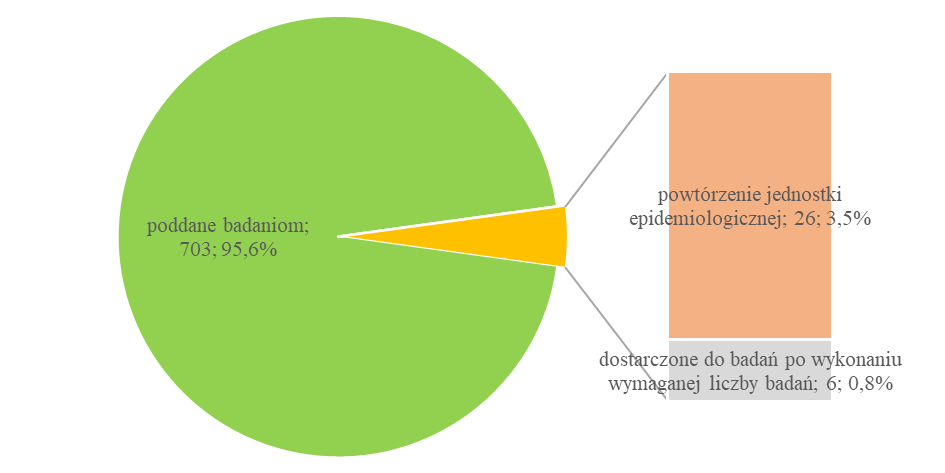 poddane badaniom;
703; 95,6%
powtórzenie jednostki
epidemiologicznej; 26; 3,5%
dostarczone do badań po wykonaniu
wymaganej liczby badań; 6; 0,8%